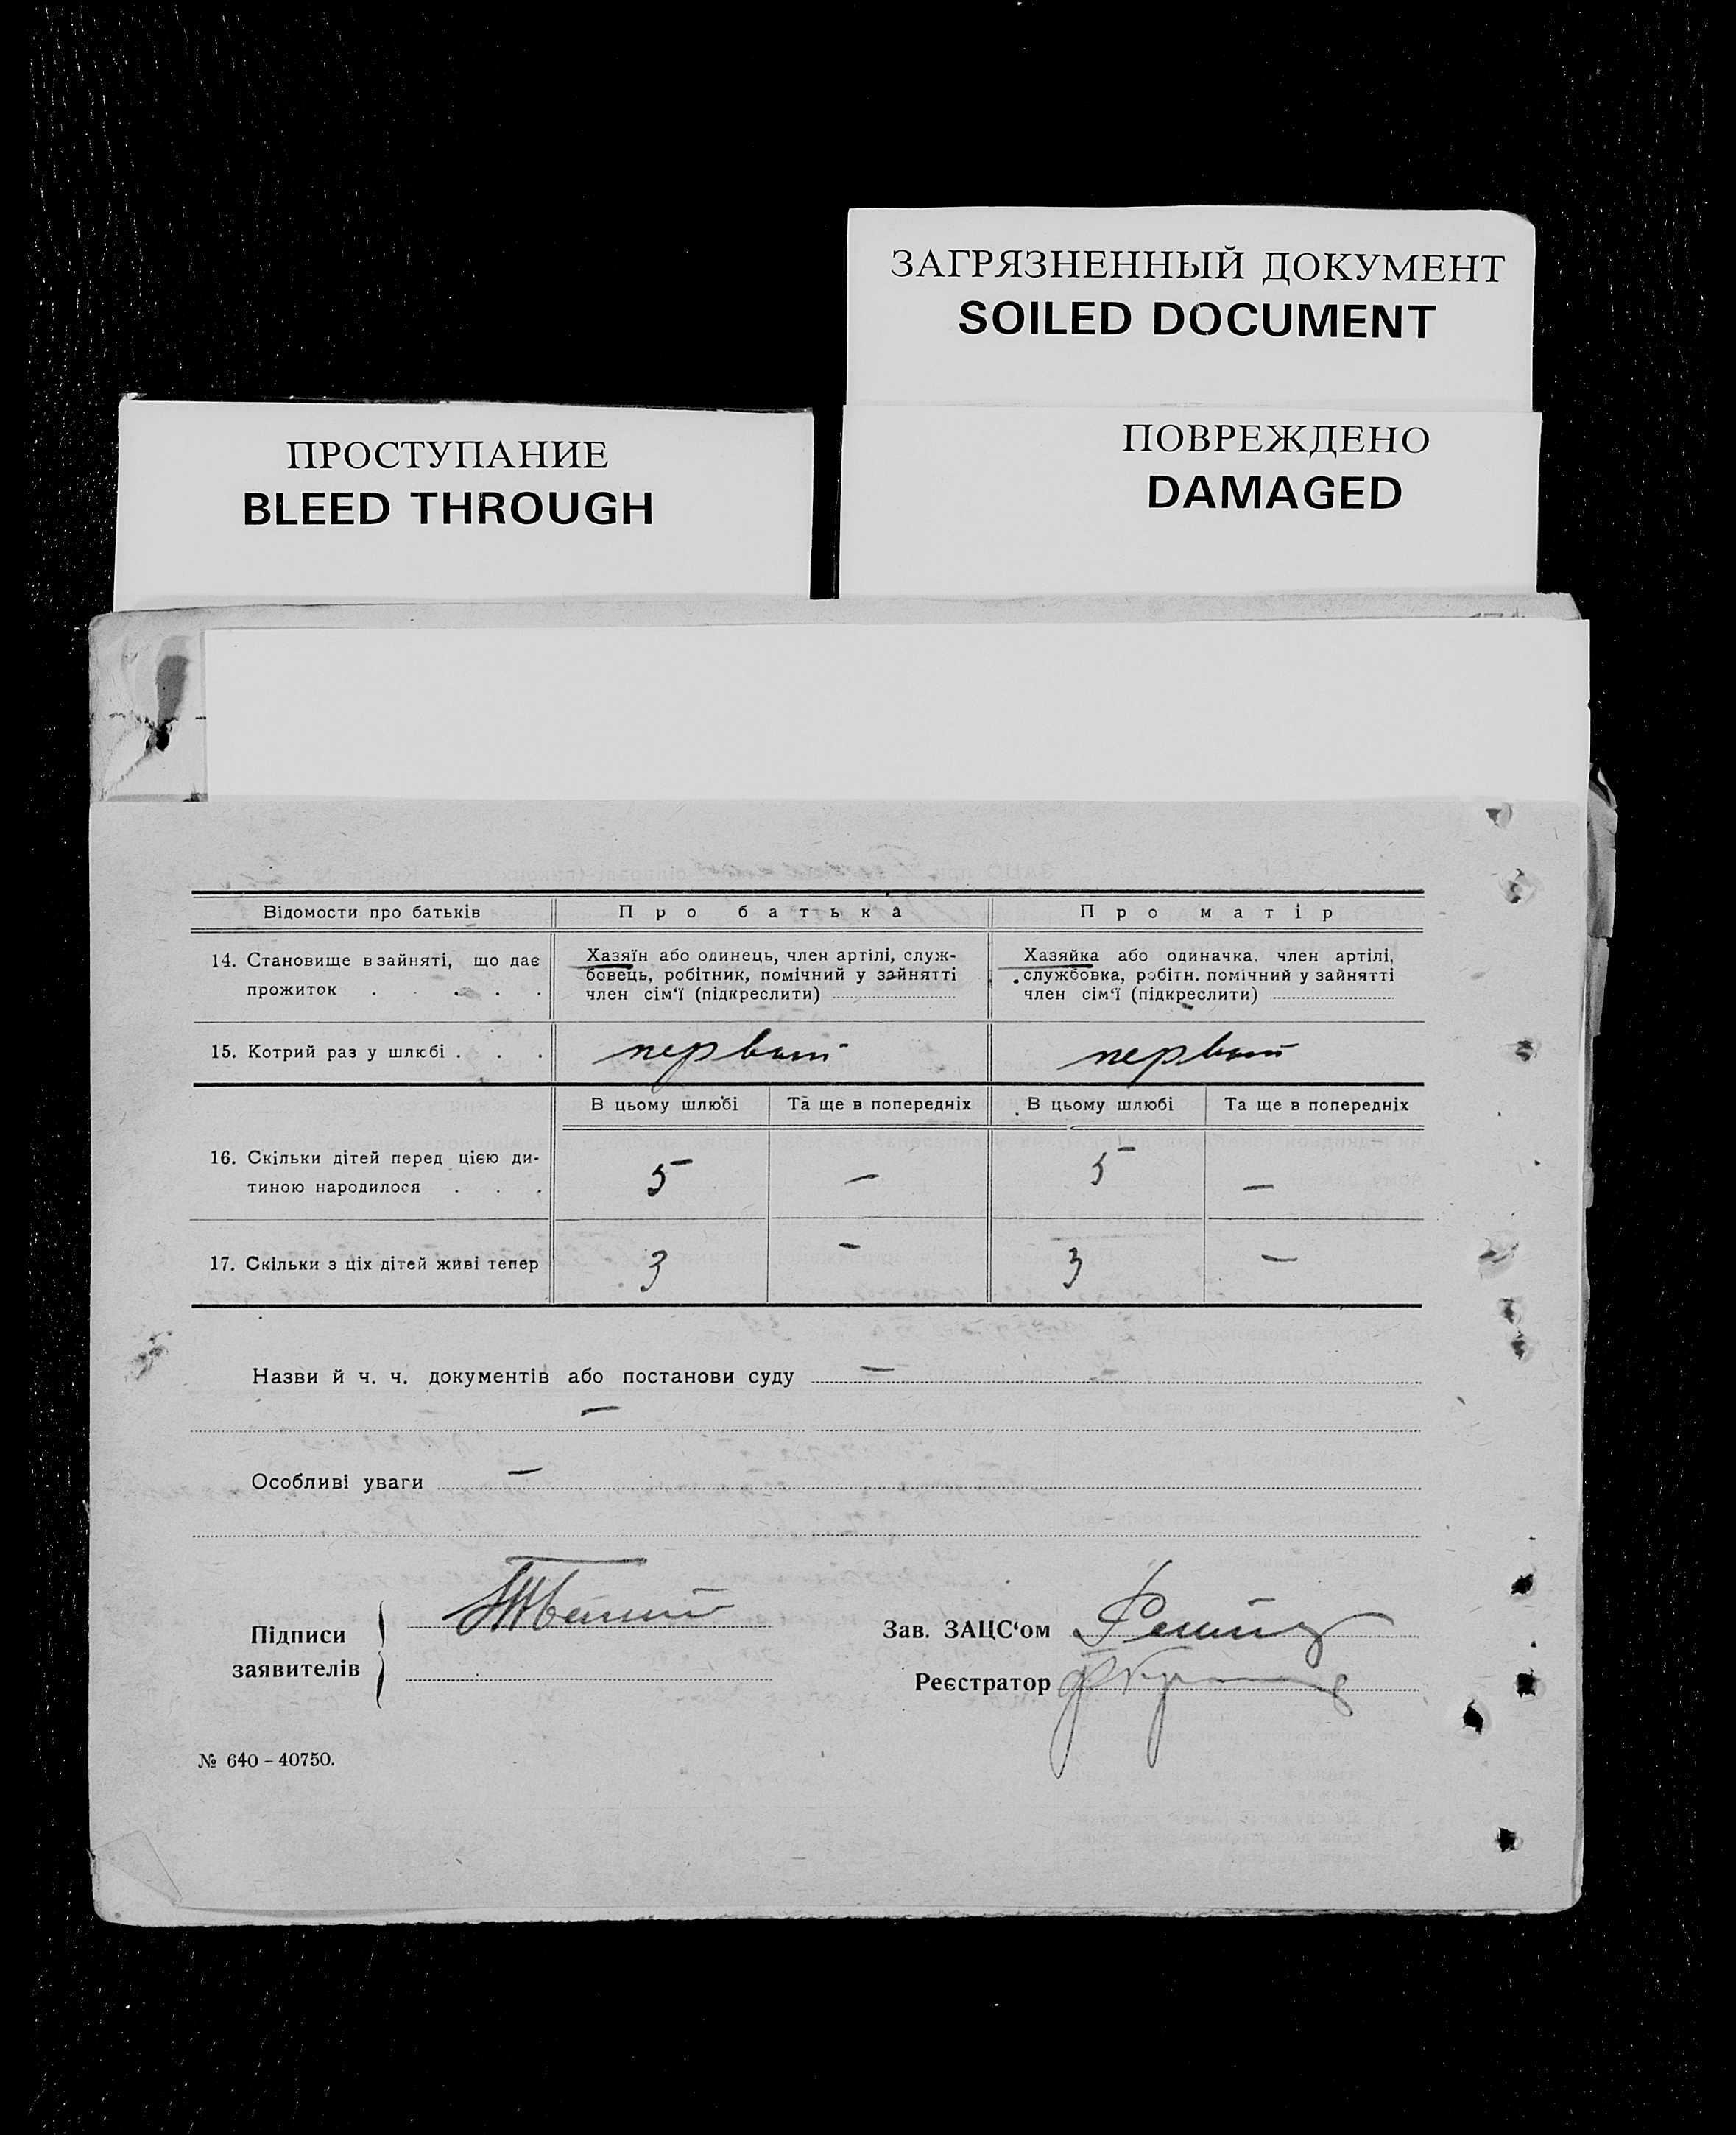 ЗАГРЯЗНЕННЫЙ ДОКУМЕНТ
SOILED DOCUMENT
ПРОСТУПАНИЕ
BLEED THROUGH
ПОВРЕЖДЕНО
DAMAGED
Відомости про батьків Про батька Про матір
14. Становище в зайняті, що дає прожиток . . . . .
Хазяїн або одинець, член артілі, служ-
бовець, робітник, помічний у зайнятті
член сім'ї (підкреслити)
Хазяйка або одиначка, член артілі,
службовка, робітн. помічний у зайнятті
член сім'ї (підкреслити)
15. Котрий раз у шлюбі . . . первый первый
В цьому шлюбі Та ще в попередніх В цьому шлюбі Та ще в попередніх
16. Скільки дітей перед цією ди-
тиною народилося . . . 5 — 5 —
17. Скільки з ціх дітей живі тепер 3 — 3 —
Назви й ч. ч. документів або постанови суду —
—
Особливі уваги —
Підписи
заявителів
Зав. ЗАЦС‘ом
Реєстратор
№ 640 – 40750.